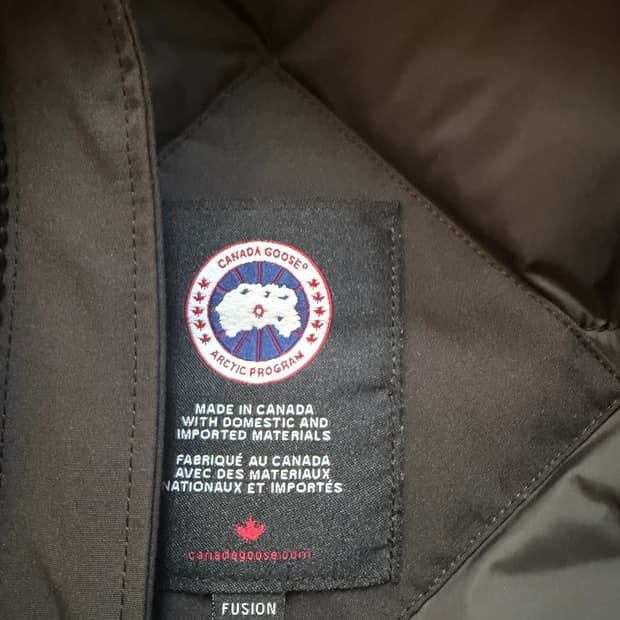 CANADA GOOSE®
ARCTIC PROGRAM
MADE IN CANADA
WITH DOMESTIC AND
IMPORTED MATERIALS
FABRIQUÉ AU CANADA
AVEC DES MATERIAUX
NATIONAUX ET IMPORTÉS
canadagoose.com
FUSION